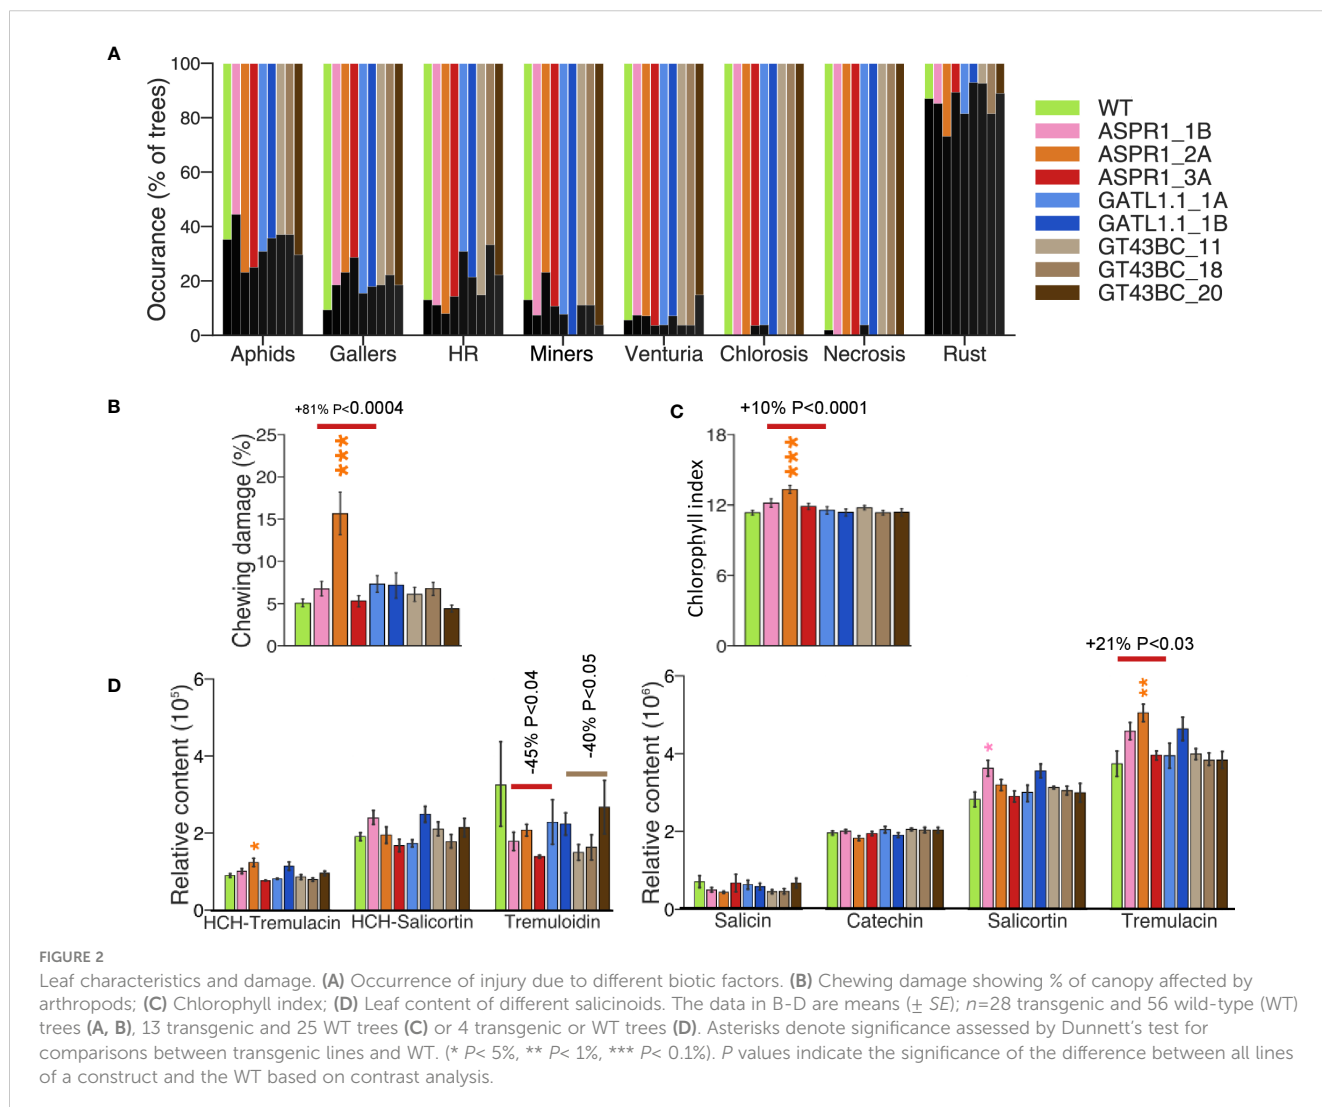 A
Occurance (% of trees)
100
80
60
40
20
0
Aphids Gallers HR Miners Venturia Chlorosis Necrosis Rust
WT
ASPR1_1B
ASPR1_2A
ASPR1_3A
GATL1.1_1A
GATL1.1_1B
GT43BC_11
GT43BC_18
GT43BC_20
B
+81% P<0.0004
Chewing damage (%)
25
20
15
10
5
0
***
C
+10% P<0.0001
Chlorophyll index
18
12
6
0
***
D
Relative content (10⁵)
6
4
2
0
*
-45% P<0.04
-40% P<0.05
HCH-Tremulacin HCH-Salicortin Tremuloidin
Relative content (10⁶)
6
4
2
0
*
+21% P<0.03
**
Salicin Catechin Salicortin Tremulacin
FIGURE 2
Leaf characteristics and damage. (A) Occurrence of injury due to different biotic factors. (B) Chewing damage showing % of canopy affected by
arthropods; (C) Chlorophyll index; (D) Leaf content of different salicinoids. The data in B-D are means (± SE); n=28 transgenic and 56 wild-type (WT)
trees (A, B), 13 transgenic and 25 WT trees (C) or 4 transgenic or WT trees (D). Asterisks denote significance assessed by Dunnett's test for
comparisons between transgenic lines and WT. (* P< 5%, ** P< 1%, *** P< 0.1%). P values indicate the significance of the difference between all lines
of a construct and the WT based on contrast analysis.